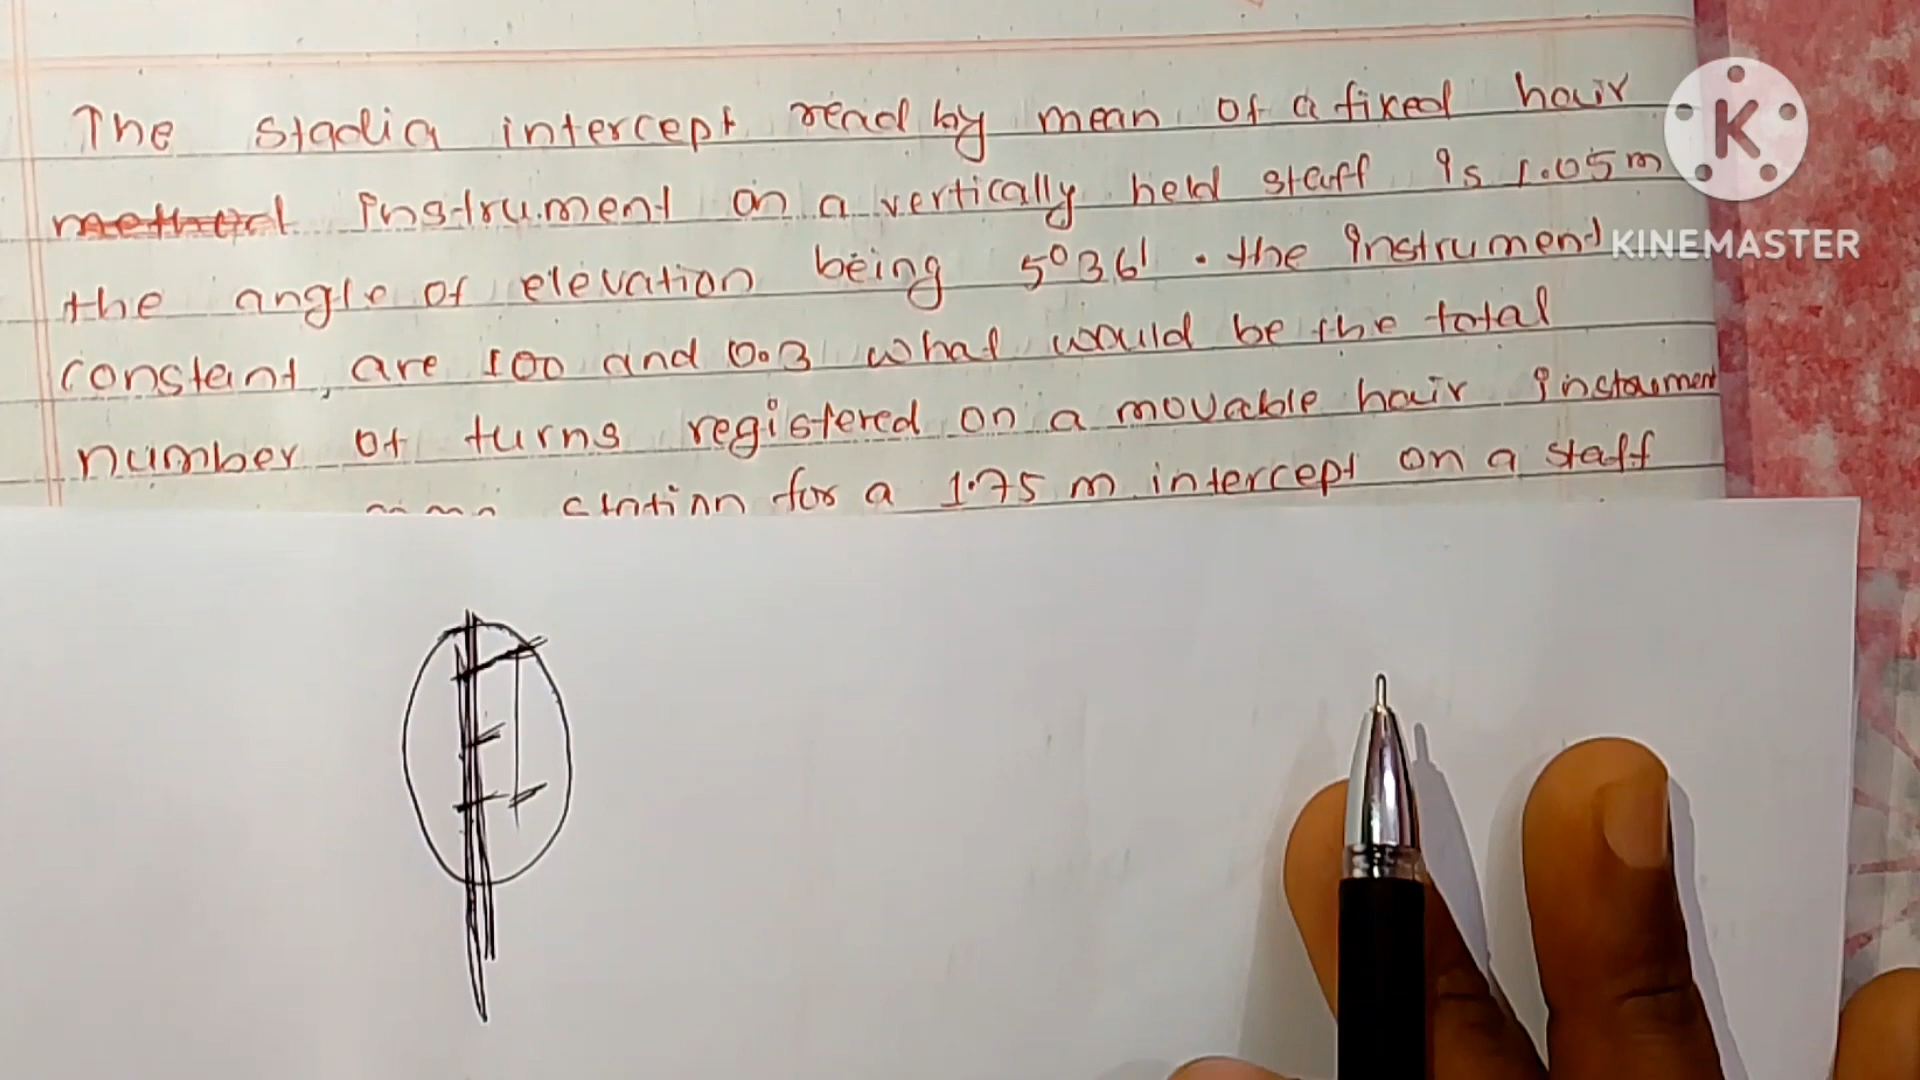 The stadia intercept read by mean of a fixed hair
method instrument on a vertically held staff is 1.05m
the angle of elevation being 5°36'. the instrument
constant, are 100 and 0.3 what would be the total
number of turns registered on a movable hair instrument
station for a 1.75 m intercept on a staff
K
KINEMASTER